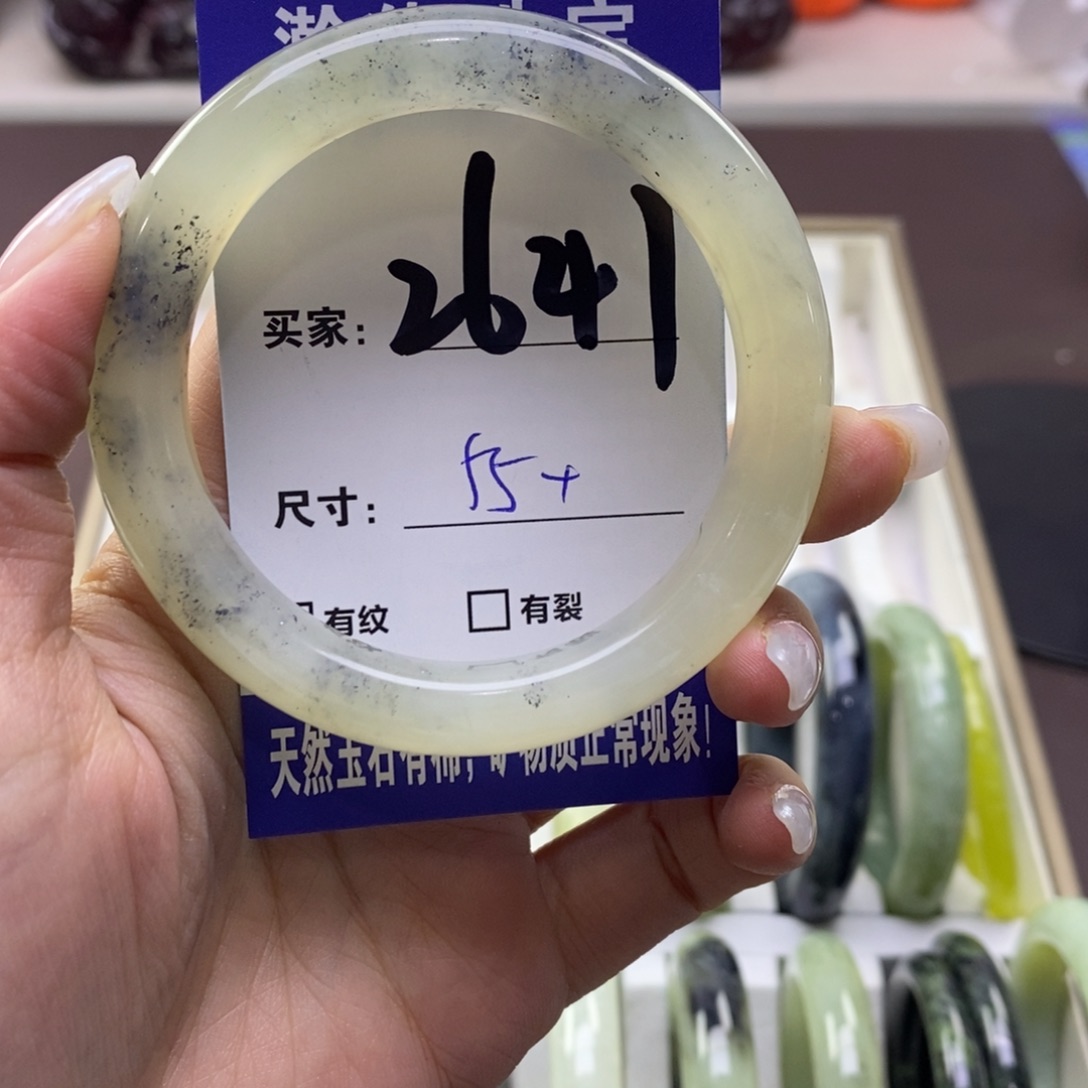 买家: 2641
尺寸: 55+
有纹 □有裂
天然玉石有棉,矿物质正常现象!